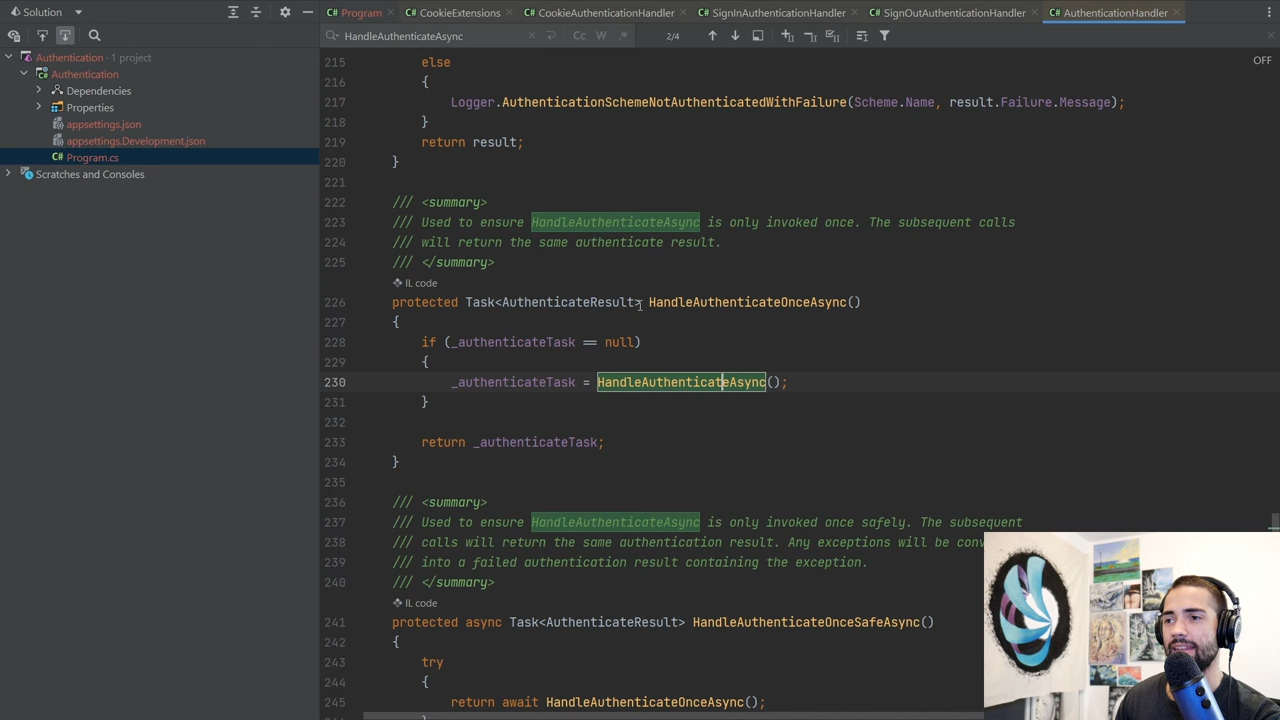 Solution
Program
CookieExtensions
CookieAuthenticationHandler
SignInAuthenticationHandler
SignOutAuthenticationHandler
AuthenticationHandler
HandleAuthenticateAsync
Cc W .*
2/4
OFF
Authentication · 1 project
Authentication
Dependencies
Properties
appsettings.json
appsettings.Development.json
C# Program.cs
Scratches and Consoles
215 else
216 {
217 Logger.AuthenticationSchemeNotAuthenticatedWithFailure(Scheme.Name, result.Failure.Message);
218 }
219 return result;
220 }
221
222 /// <summary>
223 /// Used to ensure HandleAuthenticateAsync is only invoked once. The subsequent calls
224 /// will return the same authenticate result.
225 /// </summary>
IL code
226 protected Task<AuthenticateResult> HandleAuthenticateOnceAsync()
227 {
228 if (_authenticateTask == null)
229 {
230 _authenticateTask = HandleAuthenticateAsync();
231 }
232
233 return _authenticateTask;
234 }
235
236 /// <summary>
237 /// Used to ensure HandleAuthenticateAsync is only invoked once safely. The subsequent
238 /// calls will return the same authentication result. Any exceptions will be
239 /// into a failed authentication result containing the exception.
240 /// </summary>
IL code
241 protected async Task<AuthenticateResult> HandleAuthenticateOnceSafeAsync()
242 {
243 try
244 {
245 return await HandleAuthenticateOnceAsync();